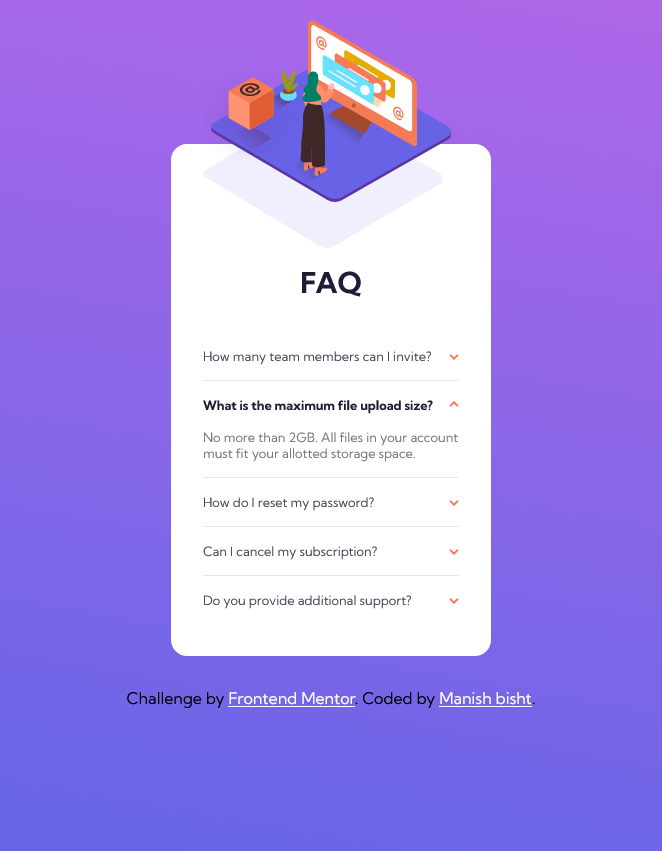 @
@
@
FAQ
How many team members can I invite?
What is the maximum file upload size?
No more than 2GB. All files in your account
must fit your allotted storage space.
How do I reset my password?
Can I cancel my subscription?
Do you provide additional support?
Challenge by Frontend Mentor. Coded by Manish bisht.